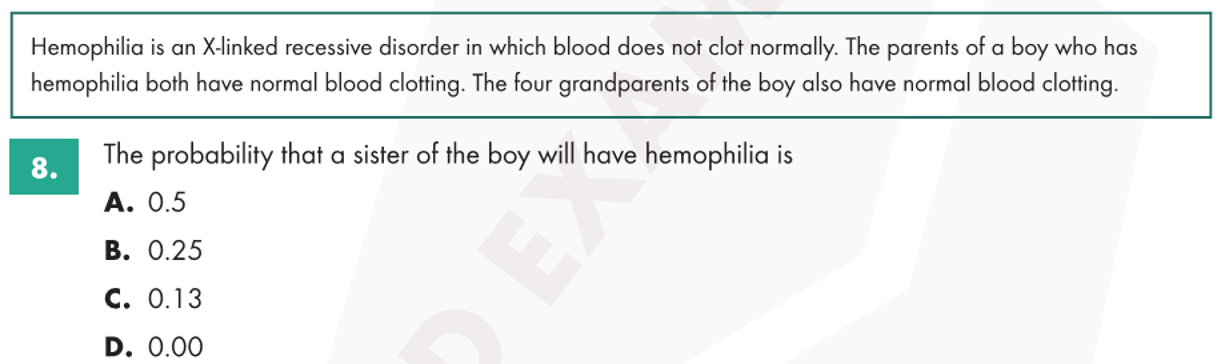 Hemophilia is an X-linked recessive disorder in which blood does not clot normally. The parents of a boy who has
hemophilia both have normal blood clotting. The four grandparents of the boy also have normal blood clotting.
8. The probability that a sister of the boy will have hemophilia is
A. 0.5
B. 0.25
C. 0.13
D. 0.00
D EXAM